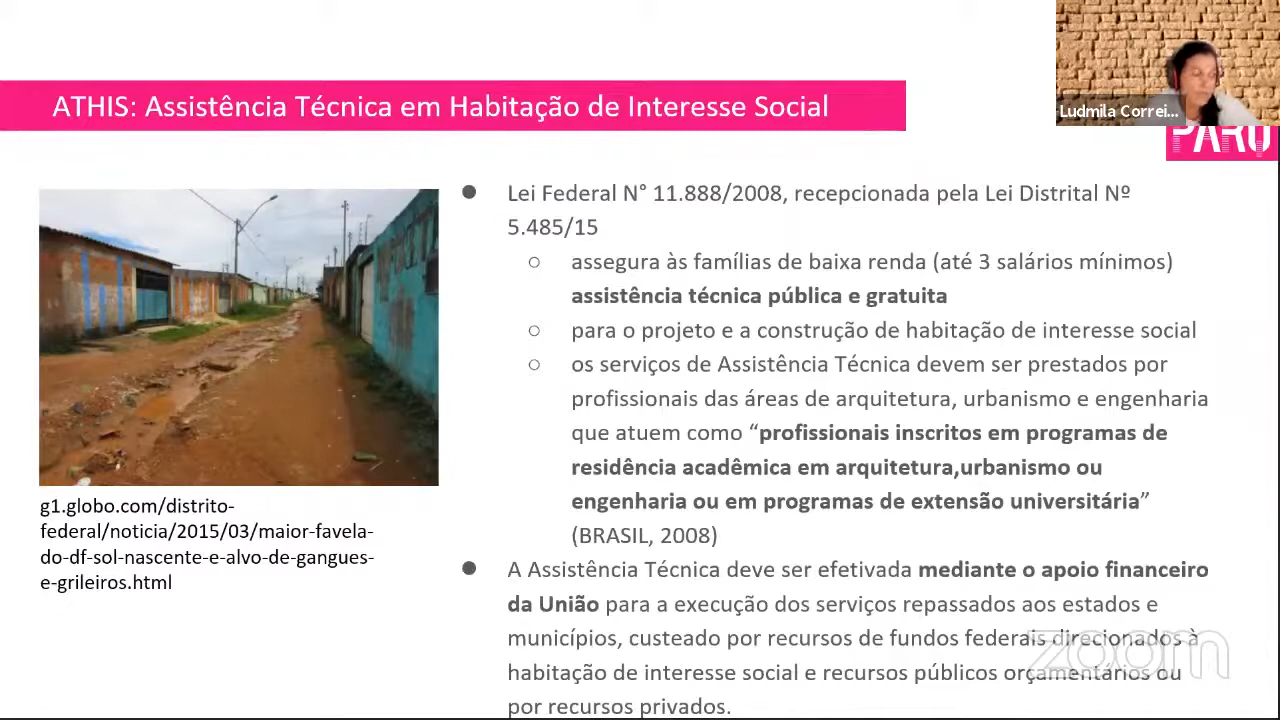 ATHIS: Assistência Técnica em Habitação de Interesse Social
Ludmila Correi...
PARQ
g1.globo.com/distrito-
federal/noticia/2015/03/maior-favela-
do-df-sol-nascente-e-alvo-de-gangues-
e-grileiros.html
● Lei Federal N° 11.888/2008, recepcionada pela Lei Distrital Nº
5.485/15
○ assegura às famílias de baixa renda (até 3 salários mínimos)
assistência técnica pública e gratuita
○ para o projeto e a construção de habitação de interesse social
○ os serviços de Assistência Técnica devem ser prestados por
profissionais das áreas de arquitetura, urbanismo e engenharia
que atuem como “profissionais inscritos em programas de
residência acadêmica em arquitetura,urbanismo ou
engenharia ou em programas de extensão universitária”
(BRASIL, 2008)
● A Assistência Técnica deve ser efetivada mediante o apoio financeiro
da União para a execução dos serviços repassados aos estados e
municípios, custeado por recursos de fundos federais direcionados à
habitação de interesse social e recursos públicos orçamentários ou
por recursos privados.
zoom